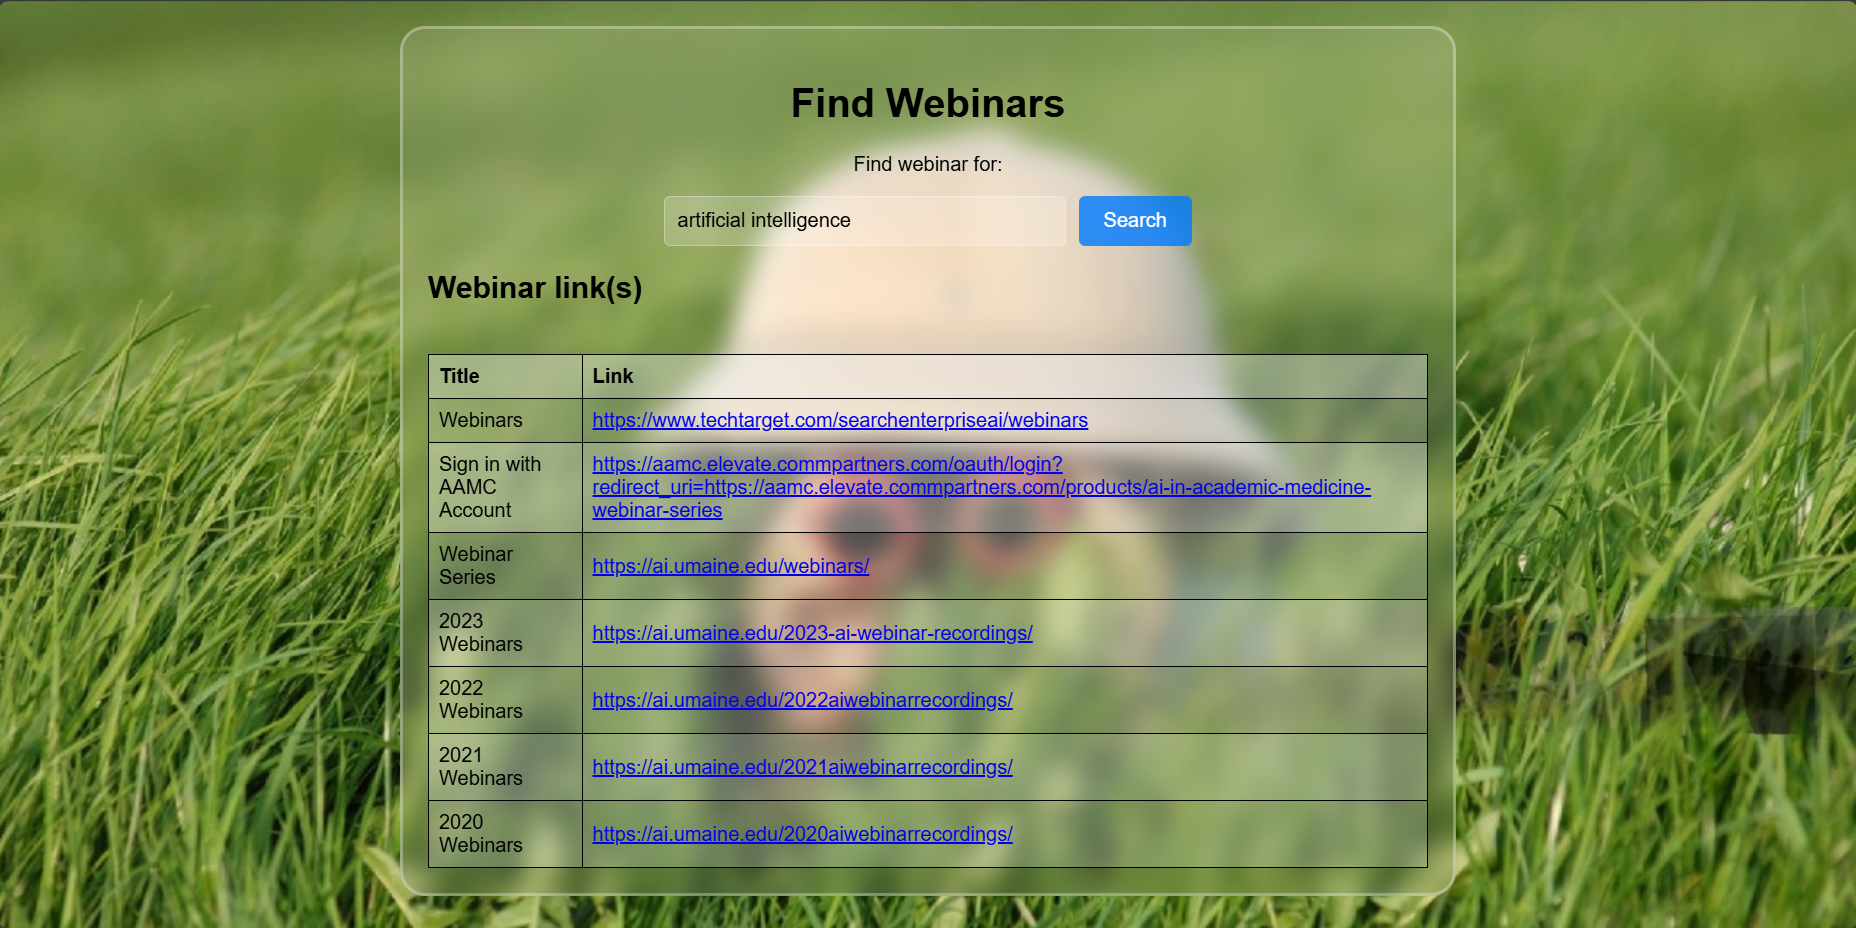 Find Webinars
Find webinar for:
artificial intelligence Search
Webinar link(s)
Title Link
Webinars https://www.techtarget.com/searchenterpriseai/webinars
Sign in with
AAMC
Account
https://aamc.elevate.commpartners.com/oauth/login?
redirect_uri=https://aamc.elevate.commpartners.com/products/ai-in-academic-medicine-
webinar-series
Webinar
Series
https://ai.umaine.edu/webinars/
2023
Webinars
https://ai.umaine.edu/2023-ai-webinar-recordings/
2022
Webinars
https://ai.umaine.edu/2022aiwebinarrecordings/
2021
Webinars
https://ai.umaine.edu/2021aiwebinarrecordings/
2020
Webinars
https://ai.umaine.edu/2020aiwebinarrecordings/